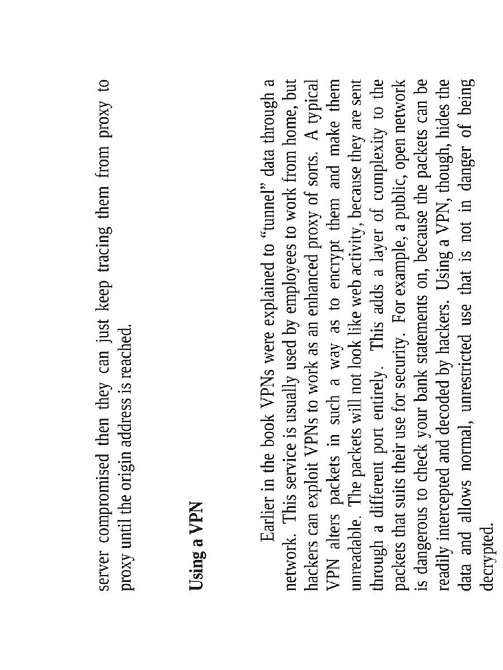 server compromised then they can just keep tracing them from proxy to
proxy until the origin address is reached.
Using a VPN
Earlier in the book VPNs were explained to “tunnel” data through a
network. This service is usually used by employees to work from home, but
hackers can exploit VPNs to work as an enhanced proxy of sorts. A typical
VPN alters packets in such a way as to encrypt them and make them
unreadable. The packets will not look like web activity, because they are sent
through a different port entirely. This adds a layer of complexity to the
packets that suits their use for security. For example, a public, open network
is dangerous to check your bank statements on, because the packets can be
readily intercepted and decoded by hackers. Using a VPN, though, hides the
data and allows normal, unrestricted use that is not in danger of being
decrypted.